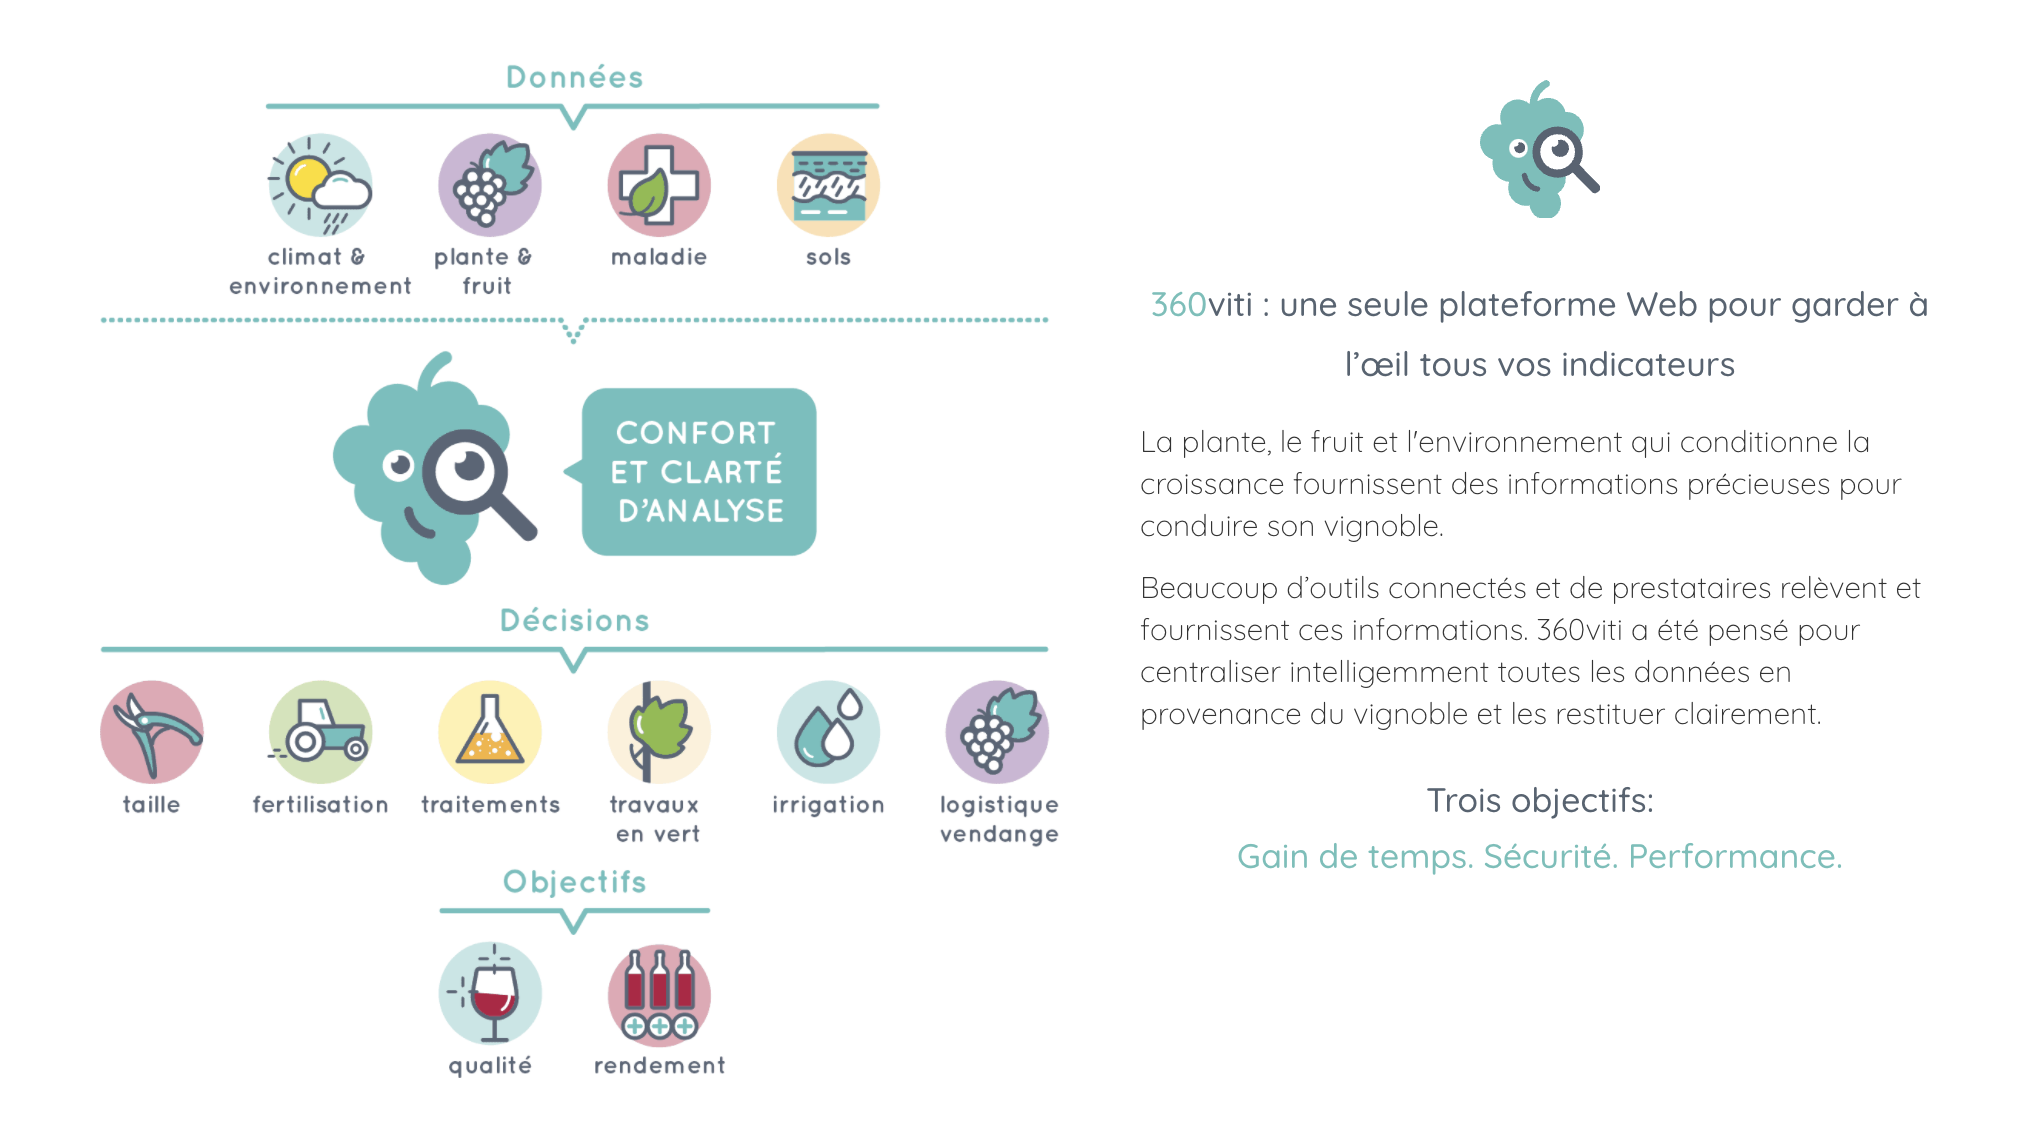 Données
climat & environnement
plante & fruit
maladie
sols
CONFORT
ET CLARTÉ
D’ANALYSE
Décisions
taille
fertilisation
traitements
travaux en vert
irrigation
logistique vendange
Objectifs
qualité
rendement
360viti : une seule plateforme Web pour garder à
l’œil tous vos indicateurs
La plante, le fruit et l'environnement qui conditionne la
croissance fournissent des informations précieuses pour
conduire son vignoble.
Beaucoup d’outils connectés et de prestataires relèvent et
fournissent ces informations. 360viti a été pensé pour
centraliser intelligemment toutes les données en
provenance du vignoble et les restituer clairement.
Trois objectifs:
Gain de temps. Sécurité. Performance.